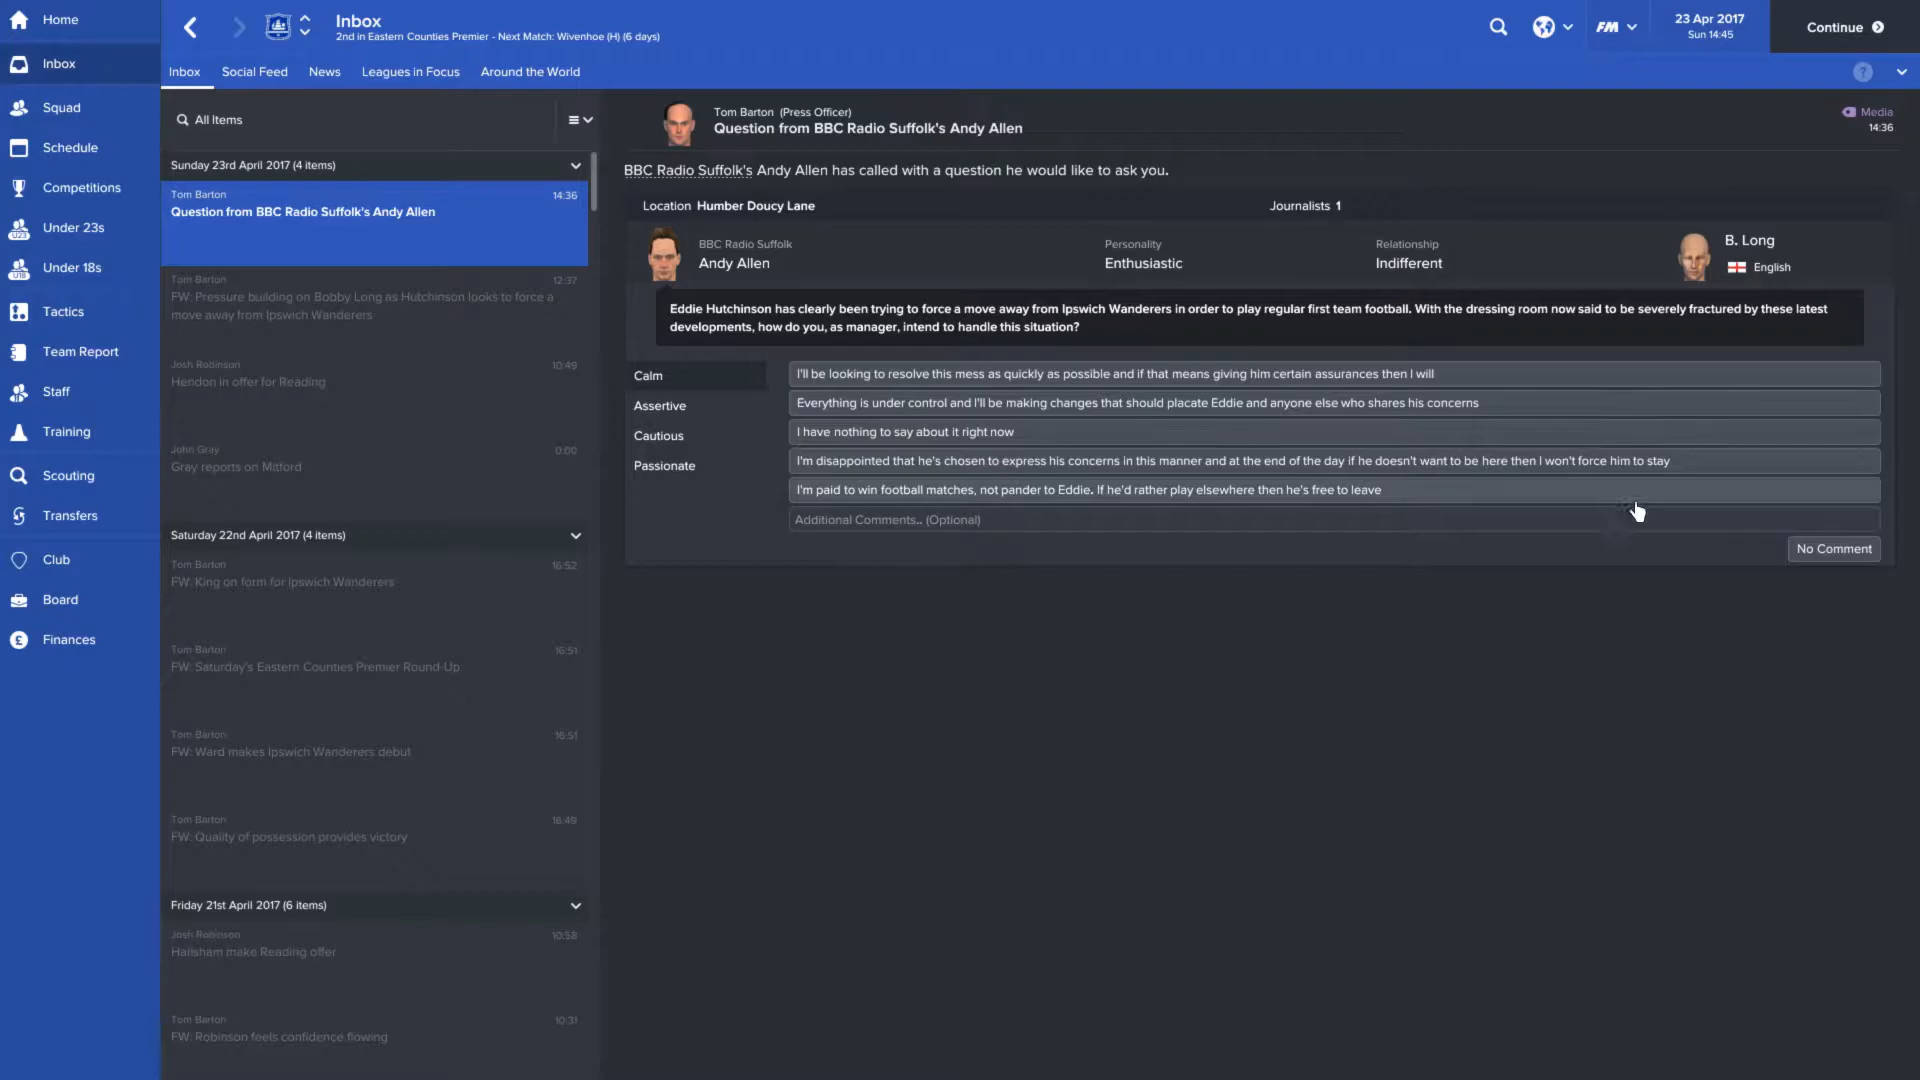 Home
Inbox
Squad
Schedule
Competitions
Under 23s
Under 18s
Tactics
Team Report
Staff
Training
Scouting
Transfers
Club
Board
Finances
Inbox
2nd in Eastern Counties Premier - Next Match: Wivenhoe (H) (6 days)
FM
23 Apr 2017
Sun 14:45
Continue
Inbox Social Feed News Leagues in Focus Around the World
?
All Items
Sunday 23rd April 2017 (4 items)
Tom Barton 14:36
Question from BBC Radio Suffolk's Andy Allen
Tom Barton 12:37
FW: Pressure building on Bobby Long as Hutchinson looks to force a
move away from Ipswich Wanderers
Josh Robinson 10:49
Hendon in offer for Reading
John Gray 0:00
Gray reports on Mitford
Saturday 22nd April 2017 (4 items)
Tom Barton 16:52
FW: King on form for Ipswich Wanderers
Tom Barton 16:51
FW: Saturday's Eastern Counties Premier Round-Up
Tom Barton 16:51
FW: Ward makes Ipswich Wanderers debut
Tom Barton 16:49
FW: Quality of possession provides victory
Friday 21st April 2017 (6 items)
Josh Robinson 10:58
Hailsham make Reading offer
Tom Barton 10:31
FW: Robinson feels confidence flowing
Tom Barton (Press Officer)
Question from BBC Radio Suffolk's Andy Allen
Media
14:36
BBC Radio Suffolk's Andy Allen has called with a question he would like to ask you.
Location Humber Doucy Lane Journalists 1
BBC Radio Suffolk
Andy Allen
Personality
Enthusiastic
Relationship
Indifferent
B. Long
English
Eddie Hutchinson has clearly been trying to force a move away from Ipswich Wanderers in order to play regular first team football. With the dressing room now said to be severely fractured by these latest
developments, how do you, as manager, intend to handle this situation?
Calm
Assertive
Cautious
Passionate
I'll be looking to resolve this mess as quickly as possible and if that means giving him certain assurances then I will
Everything is under control and I'll be making changes that should placate Eddie and anyone else who shares his concerns
I have nothing to say about it right now
I'm disappointed that he's chosen to express his concerns in this manner and at the end of the day if he doesn't want to be here then I won't force him to stay
I'm paid to win football matches, not pander to Eddie. If he'd rather play elsewhere then he's free to leave
Additional Comments.. (Optional)
No Comment